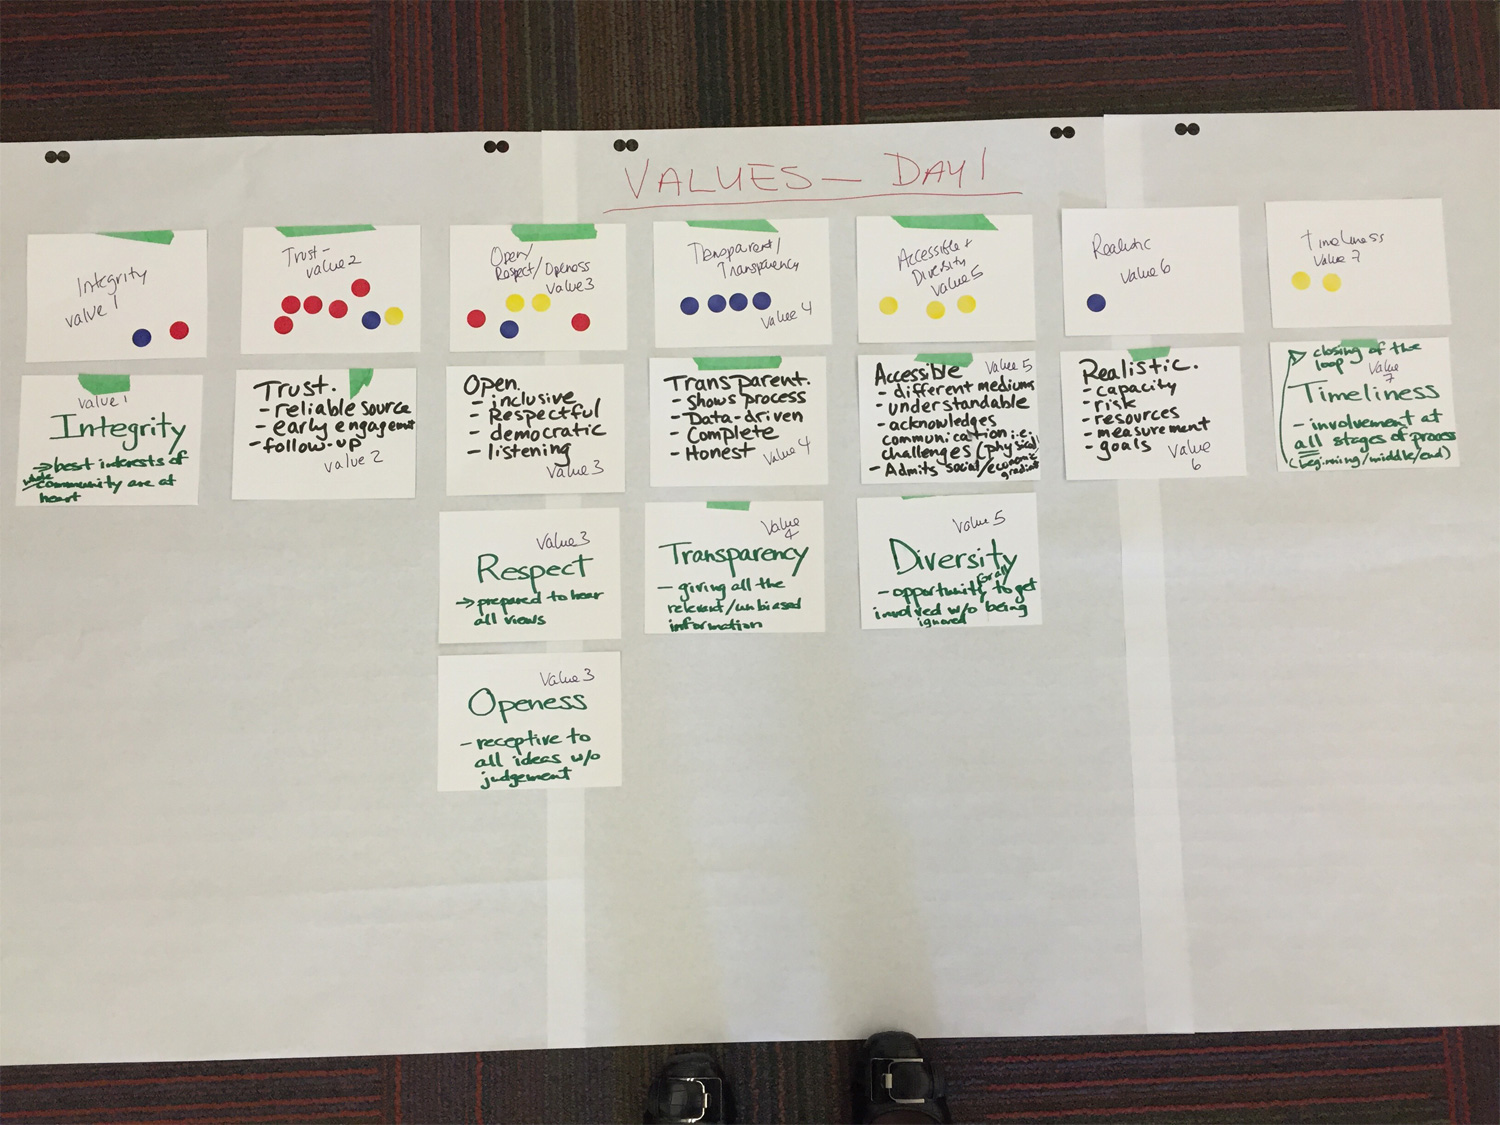 VALUES — DAY 1
Integrity
value 1
Trust -
value 2
Open/
Respect/Openess
value 3
Transparent/
Transparency
value 4
Accessible +
Diversity
value 5
Realistic
value 6
Timeliness
Value 7
Value 1
Integrity
→ best interests of
whole
community are at
heart
Trust.
- reliable source
- early engagemt
- follow-up
value 2
Open.
- inclusive
- Respectful
- democratic
- listening
value 3
Transparent.
- shows process
- Data-driven
- Complete
- Honest
value 4
Accessible
value 5
- different mediums
- understandable
- acknowledges
communication i.e.
challenges (physical/
- Admits social/economic
gradient
Realistic.
- capacity
- risk
- resources
- measurement
- goals
Value
6
closing of the
loop
Value
7
Timeliness
- involvement at
all stages of process
(beginning/middle/end)
Value 3
Respect
→ prepared to hear
all views
Value
4
Transparency
- giving all the
relevant/unbiased
information
Value 5
Diversity
for all
- opportunity to get
involved w/o being
ignored
Value 3
Openess
- receptive to
all ideas w/o
judgement